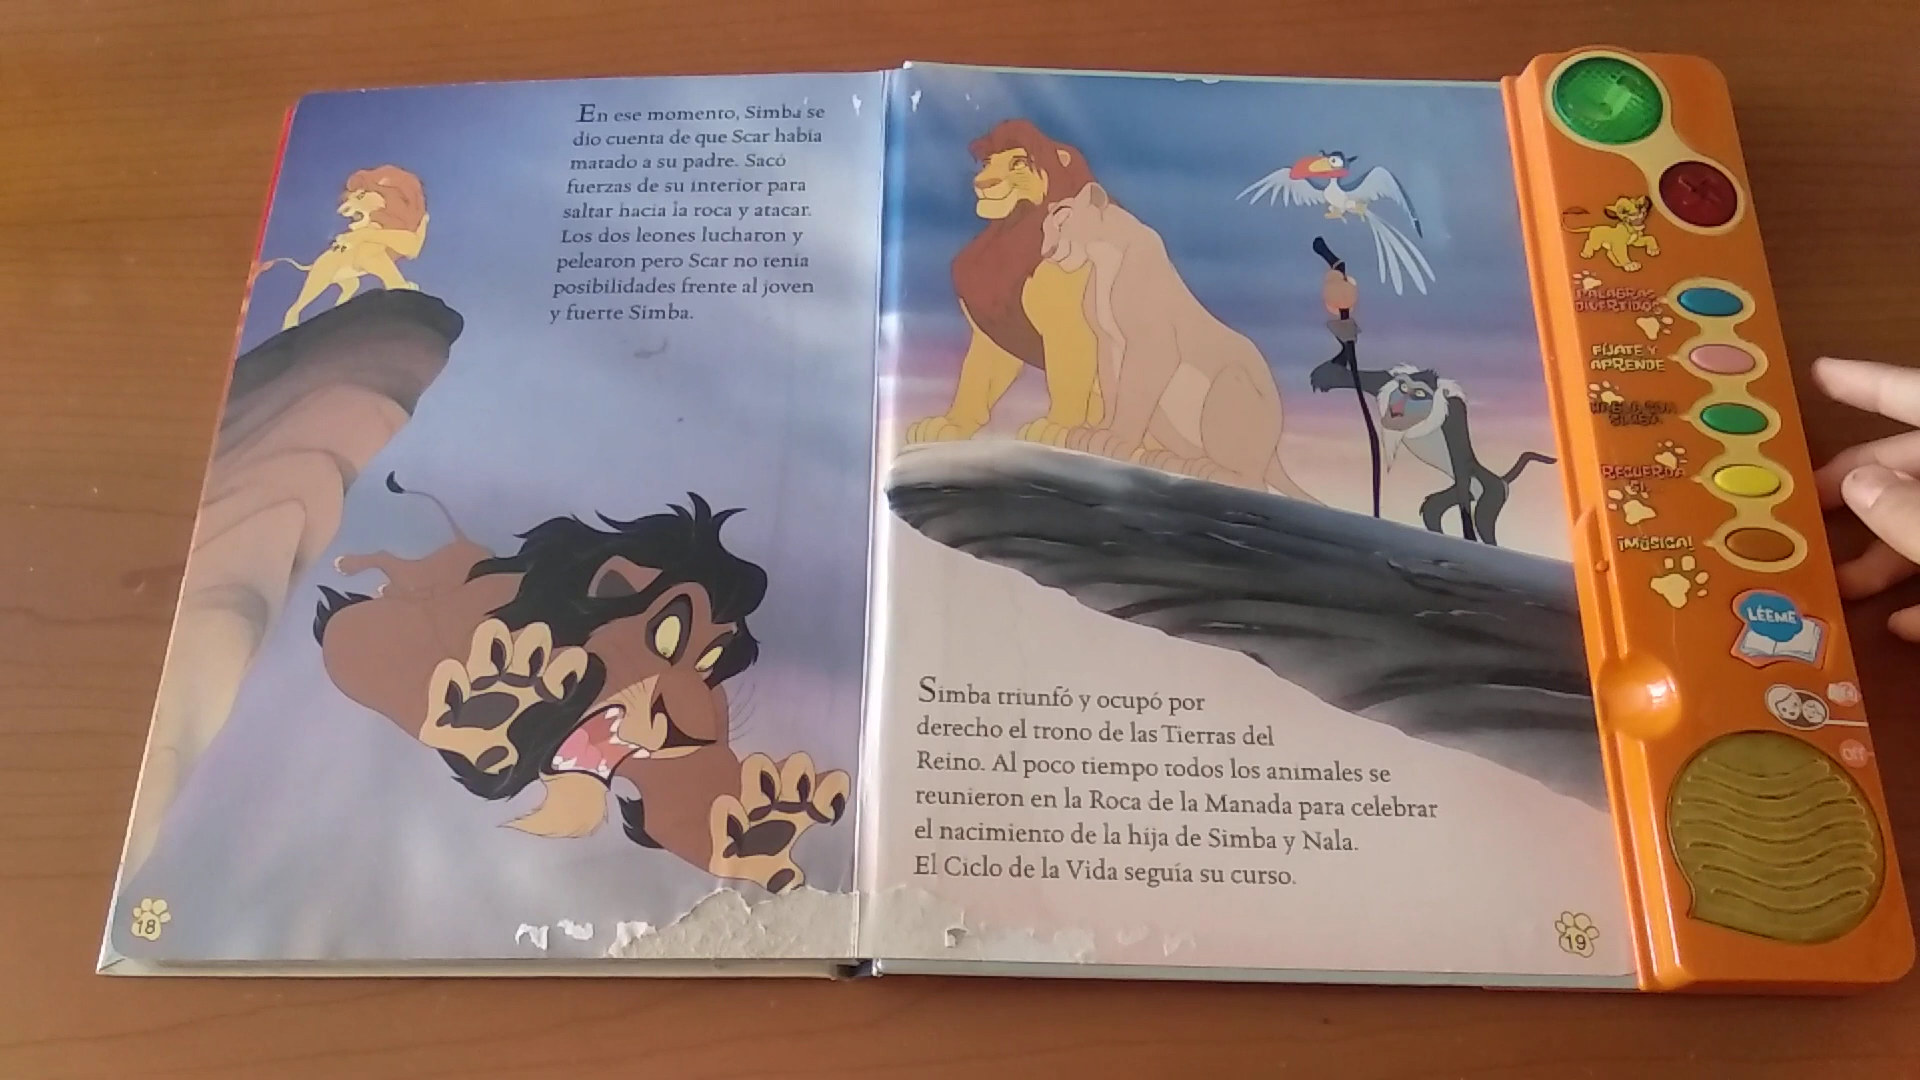 En ese momento, Simba se
dio cuenta de que Scar había
matado a su padre. Sacó
fuerzas de su interior para
saltar hacia la roca y atacar.
Los dos leones lucharon y
pelearon pero Scar no tenía
posibilidades frente al joven
y fuerte Simba.
18
Simba triunfó y ocupó por
derecho el trono de las Tierras del
Reino. Al poco tiempo todos los animales se
reunieron en la Roca de la Manada para celebrar
el nacimiento de la hija de Simba y Nala.
El Ciclo de la Vida seguía su curso.
19
PALABRAS
DIVERTIDAS
FÍJATE Y
APRENDE
HABLA CON
SIMBA
RECUERDA
¡MÚSICA!
LÉEME
Off